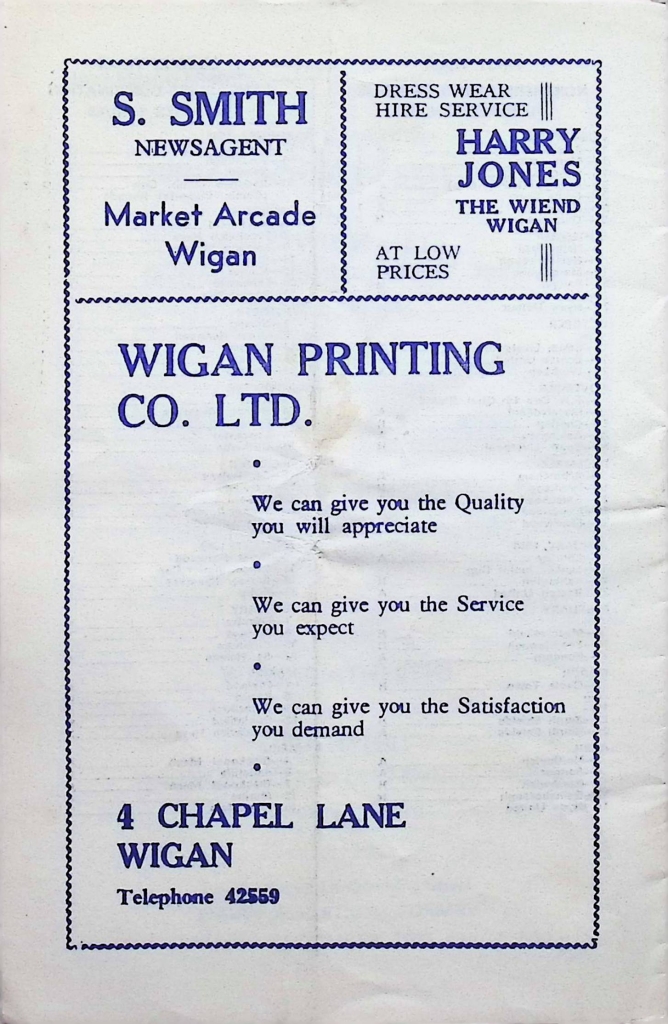 S. SMITH
NEWSAGENT
Market Arcade
Wigan
DRESS WEAR
HIRE SERVICE
HARRY
JONES
THE WIEND
WIGAN
AT LOW
PRICES
WIGAN PRINTING
CO. LTD.
We can give you the Quality
you will appreciate
We can give you the Service
you expect
We can give you the Satisfaction
you demand
4 CHAPEL LANE
WIGAN
Telephone 42559